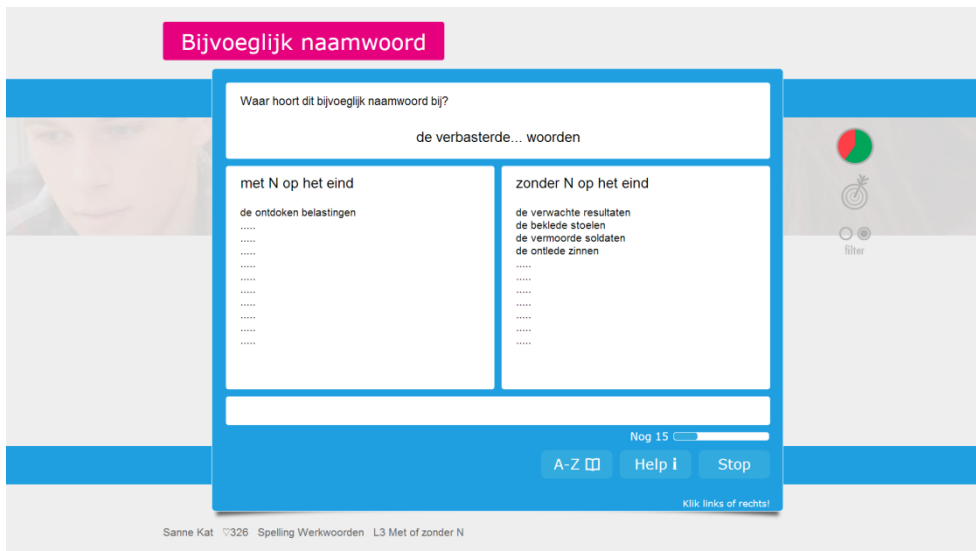 Bijvoeglijk naamwoord
Waar hoort dit bijvoeglijk naamwoord bij?
de verbasterde... woorden
met N op het eind
de ontdoken belastingen
.....
.....
.....
.....
.....
.....
.....
.....
.....
.....
zonder N op het eind
de verwachte resultaten
de beklede stoelen
de vermoorde soldaten
de ontlede zinnen
.....
.....
.....
.....
.....
.....
.....
filter
Nog 15
A-Z
Help i
Stop
Klik links of rechts!
Sanne Kat ♡326 Spelling Werkwoorden L3 Met of zonder N